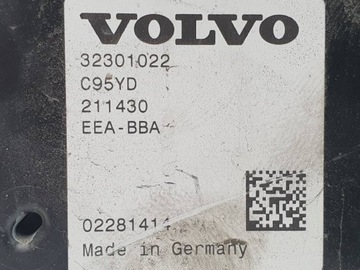 VOLVO
32301022
C95YD
211430
EEA-BBA
02281414
Made in Germany